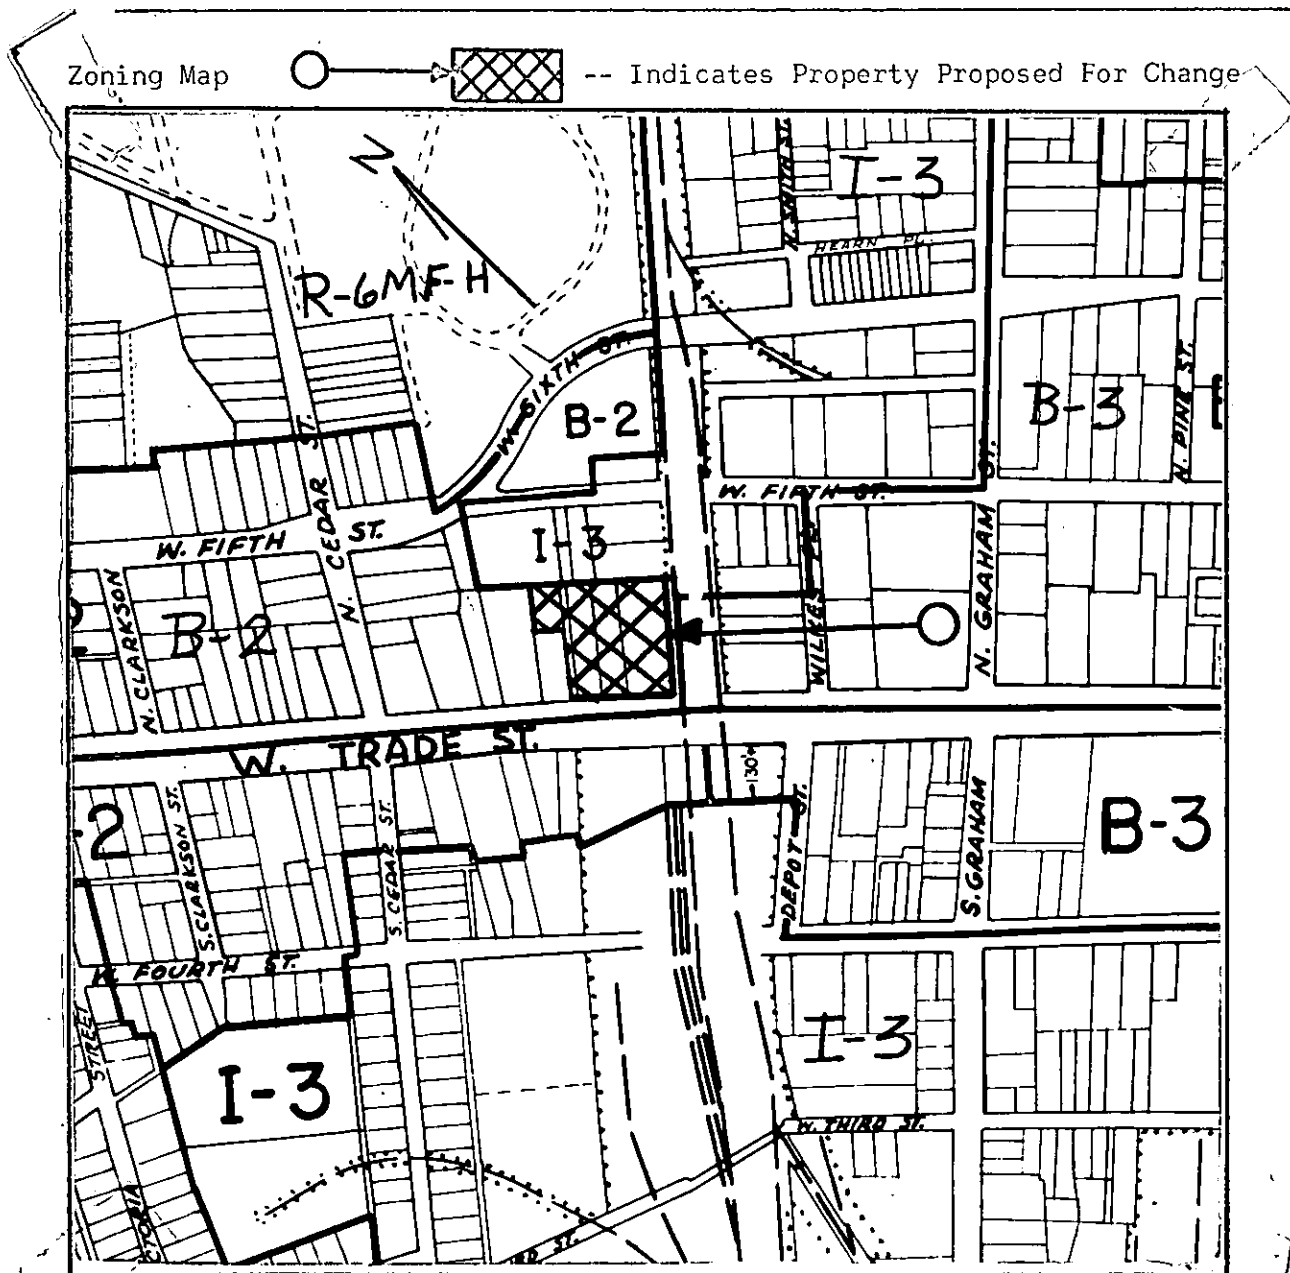 Zoning Map -- Indicates Property Proposed For Change
N
I-3
N. SMITH ST.
HEARN PL.
R-6MF-H
W. SIXTH ST.
B-2
B-3
N. PINE ST.
W. FIFTH ST.
N. CEDAR ST.
W. FIFTH ST.
I-3
N. GRAHAM ST.
N. CLARKSON
B-2
WILKES
W. TRADE ST.
130'
2
S. CLARKSON ST.
S. CEDAR ST.
DEPOT ST.
S. GRAHAM
B-3
W. FOURTH ST.
STREET
I-3
I-3
W. THIRD ST.